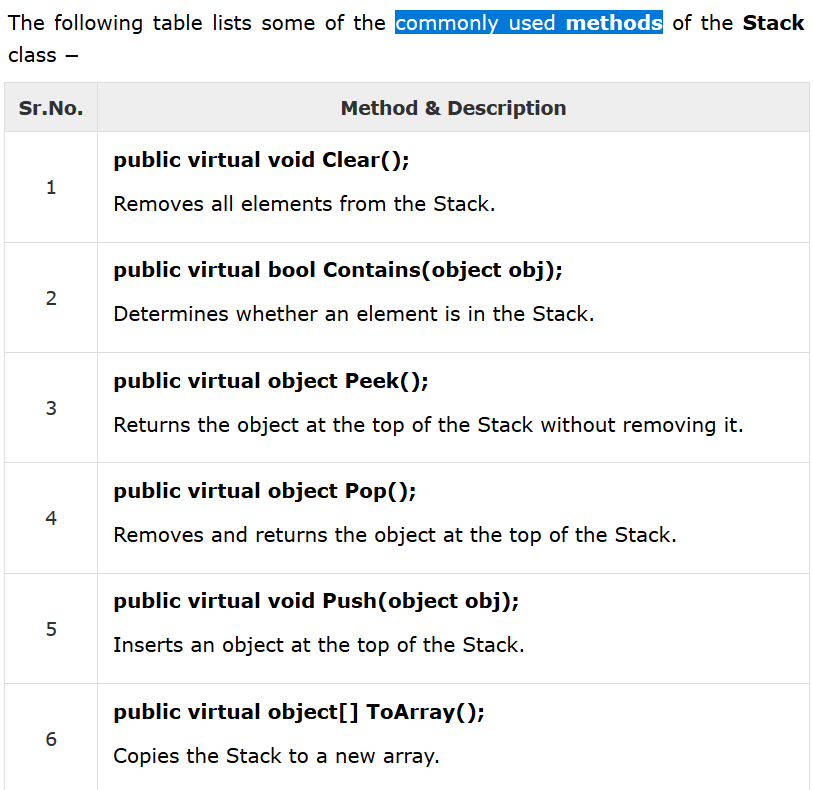 The following table lists some of the commonly used methods of the Stack
class −
Sr.No.
Method & Description
1
public virtual void Clear();
Removes all elements from the Stack.
2
public virtual bool Contains(object obj);
Determines whether an element is in the Stack.
3
public virtual object Peek();
Returns the object at the top of the Stack without removing it.
4
public virtual object Pop();
Removes and returns the object at the top of the Stack.
5
public virtual void Push(object obj);
Inserts an object at the top of the Stack.
6
public virtual object[] ToArray();
Copies the Stack to a new array.